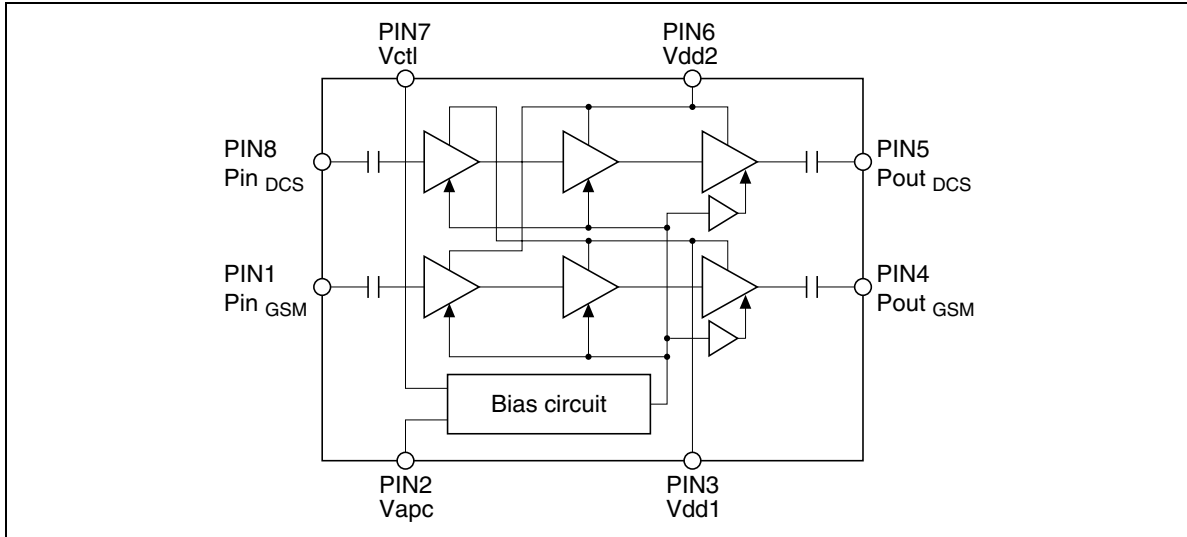 PIN7
Vctl
PIN6
Vdd2
PIN8
Pin DCS
PIN5
Pout DCS
PIN1
Pin GSM
PIN4
Pout GSM
Bias circuit
PIN2
Vapc
PIN3
Vdd1